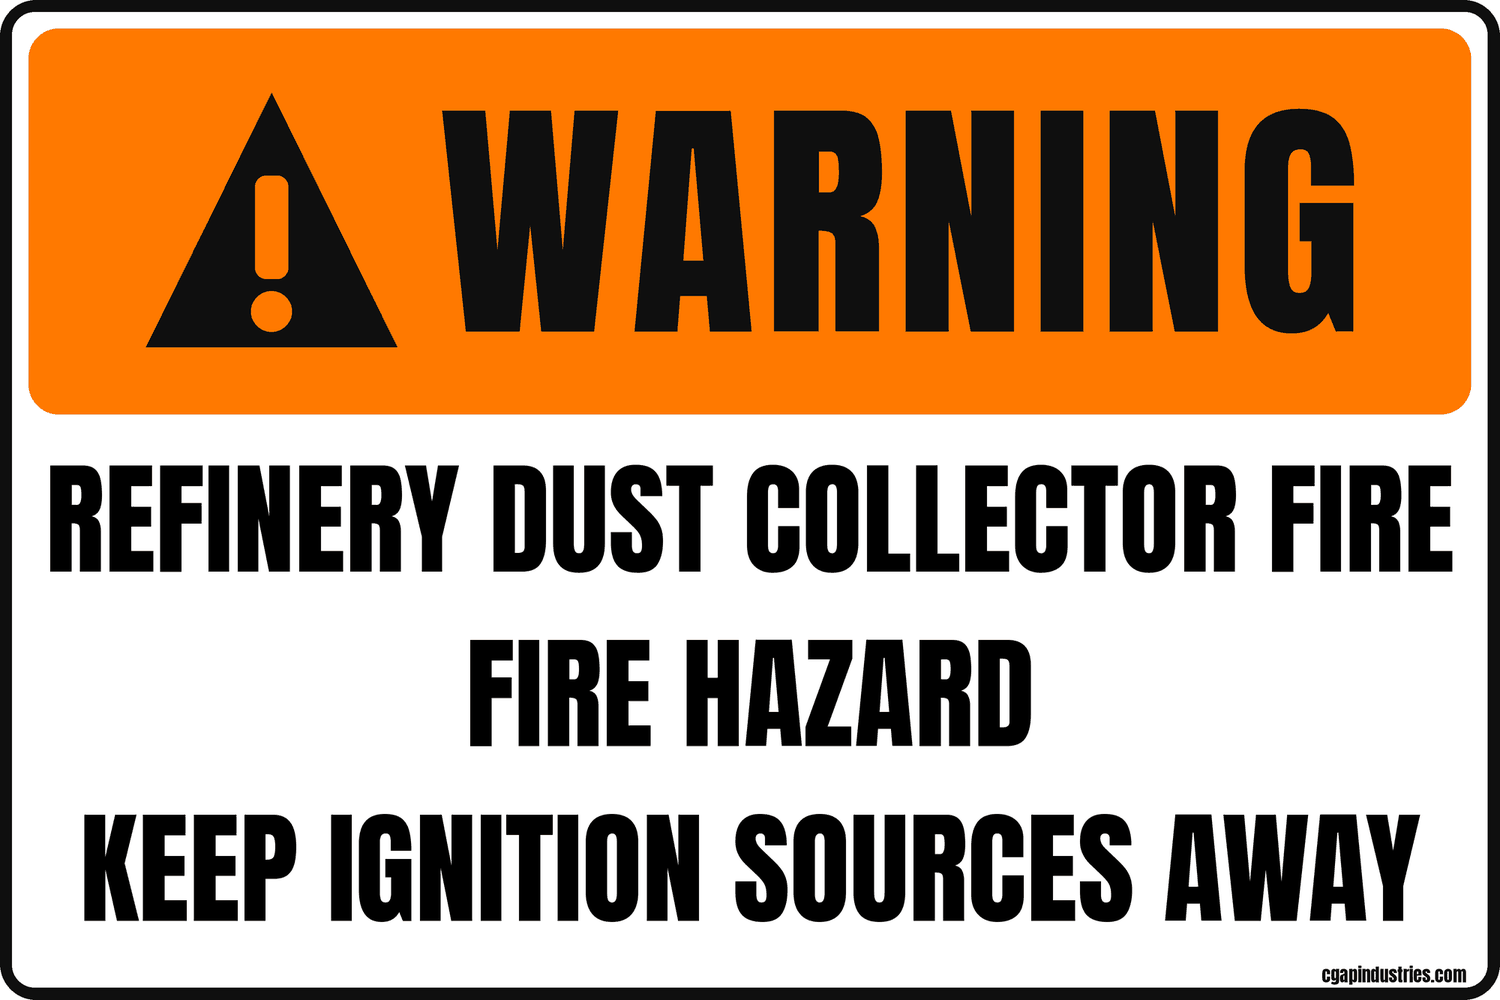 WARNING
REFINERY DUST COLLECTOR FIRE
FIRE HAZARD
KEEP IGNITION SOURCES AWAY
cgapindustries.com